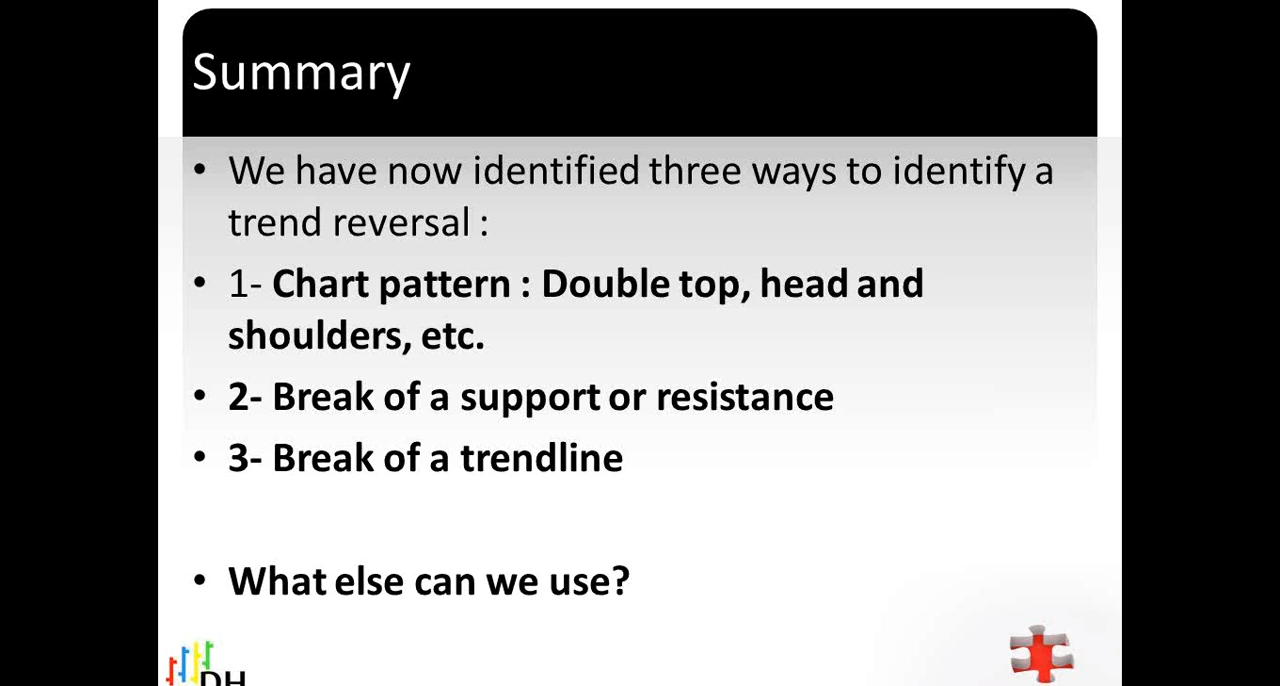 Summary
• We have now identified three ways to identify a
trend reversal :
• 1- Chart pattern : Double top, head and
shoulders, etc.
• 2- Break of a support or resistance
• 3- Break of a trendline
• What else can we use?
DH